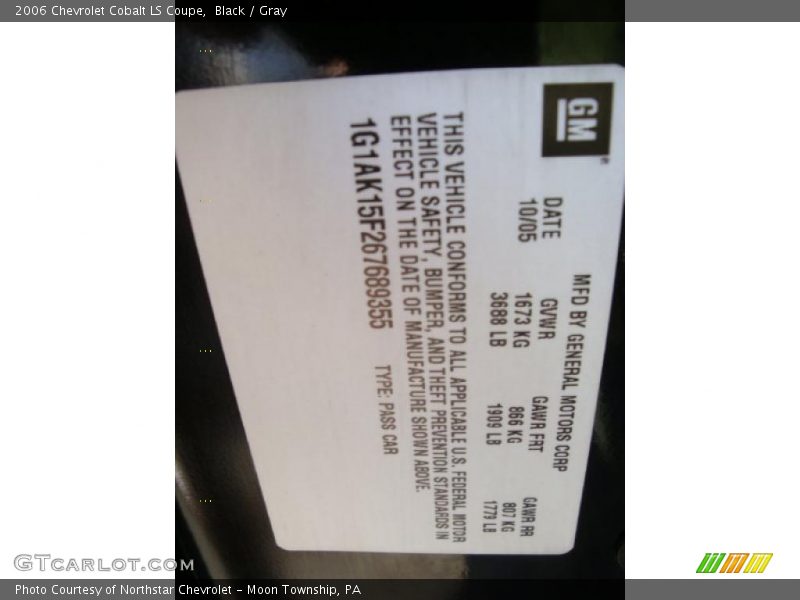 2006 Chevrolet Cobalt LS Coupe, Black / Gray
GM
MFD BY GENERAL MOTORS CORP
DATE GVWR GAWR FRT GAWR RR
10/05 1673 KG 866 KG 807 KG
3688 LB 1909 LB 1779 LB
THIS VEHICLE CONFORMS TO ALL APPLICABLE U.S. FEDERAL MOTOR
VEHICLE SAFETY, BUMPER, AND THEFT PREVENTION STANDARDS IN
EFFECT ON THE DATE OF MANUFACTURE SHOWN ABOVE.
1G1AK15F267689355 TYPE: PASS CAR
GTcarlot.com
Photo Courtesy of Northstar Chevrolet - Moon Township, PA